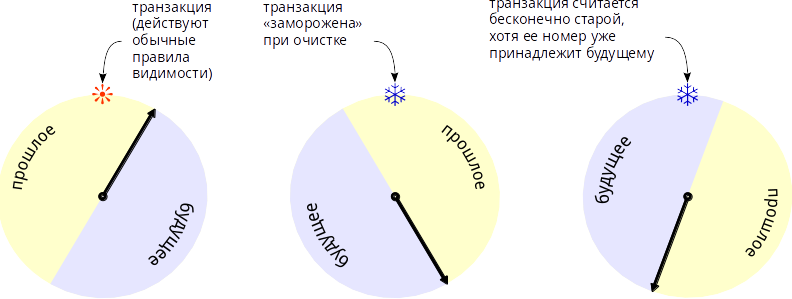 транзакция
(действуют
обычные
правила
видимости)
транзакция
«заморожена»
при очистке
транзакция считается
бесконечно старой,
хотя ее номер уже
принадлежит будущему
прошлое
будущее
прошлое
будущее
будущее
прошлое